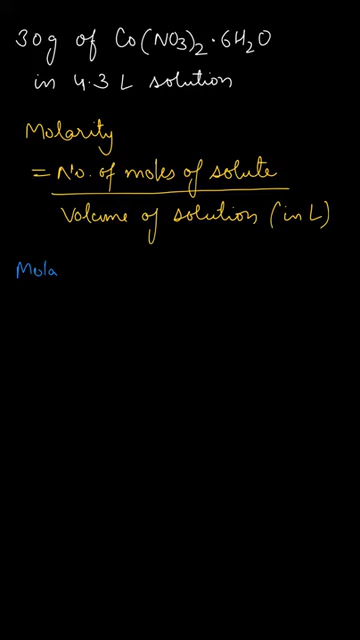 30g of Co(NO3)2·6H2O
in 4.3 L solution
Molarity
= No. of moles of solute
Volume of solution (in L)
Mola